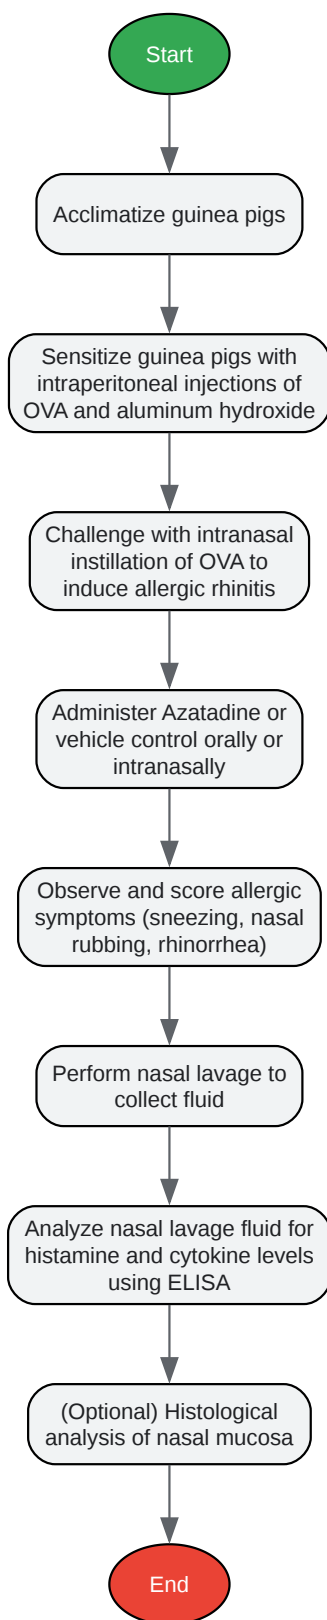 Start
Acclimatize guinea pigs
Sensitize guinea pigs with
intraperitoneal injections of
OVA and aluminum hydroxide
Challenge with intranasal
instillation of OVA to
induce allergic rhinitis
Administer Azatadine or
vehicle control orally or
intranasally
Observe and score allergic
symptoms (sneezing, nasal
rubbing, rhinorrhea)
Perform nasal lavage to
collect fluid
Analyze nasal lavage fluid for
histamine and cytokine levels
using ELISA
(Optional) Histological
analysis of nasal mucosa
End